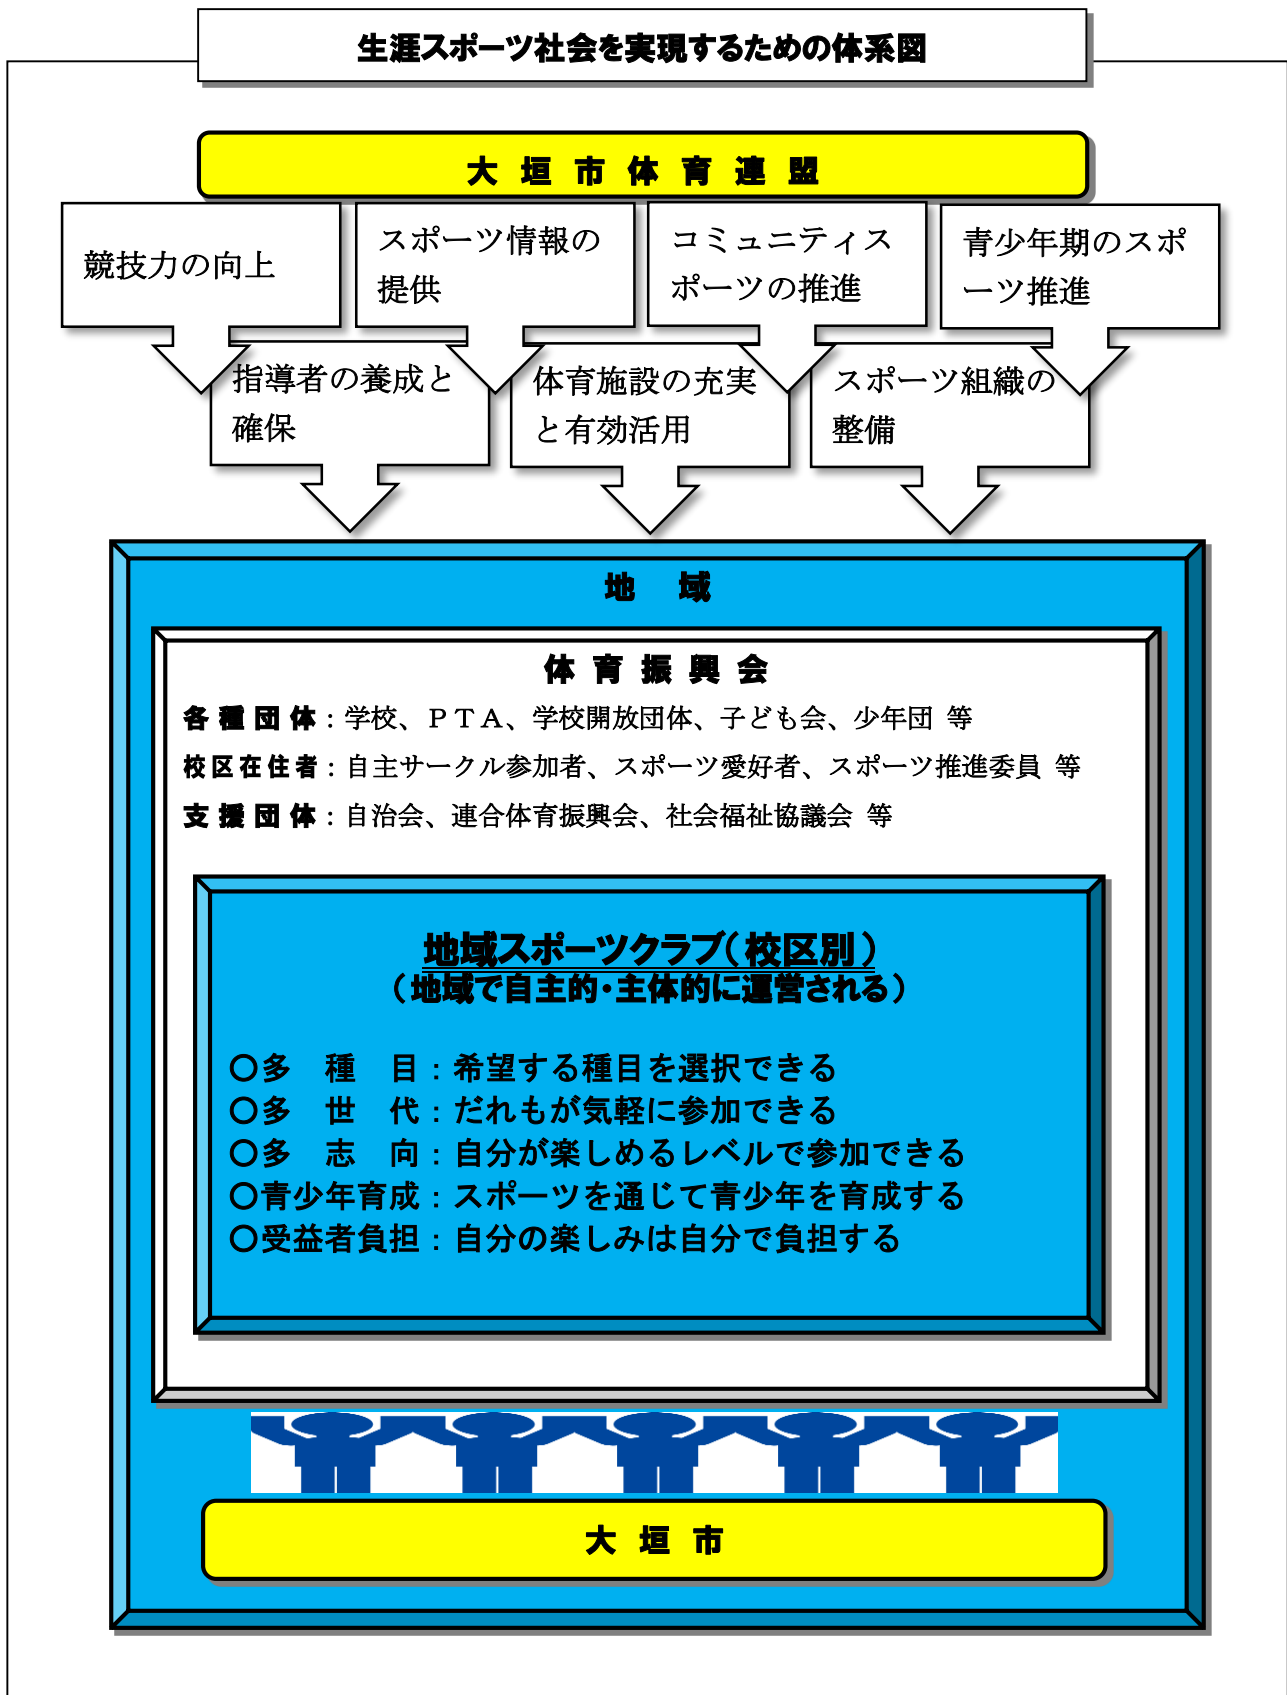 生涯スポーツ社会を実現するための体系図
大垣市体育連盟
競技力の向上
スポーツ情報の
提供
コミュニティス
ポーツの推進
青少年期のスポ
ーツ推進
指導者の養成と
確保
体育施設の充実
と有効活用
スポーツ組織の
整備
地 域
体育振興会
各種団体：学校、ＰＴＡ、学校開放団体、子ども会、少年団 等
校区在住者：自主サークル参加者、スポーツ愛好者、スポーツ推進委員 等
支援団体：自治会、連合体育振興会、社会福祉協議会 等
地域スポーツクラブ（校区別）
（地域で自主的・主体的に運営される）
○多 種 目：希望する種目を選択できる
○多 世 代：だれもが気軽に参加できる
○多 志 向：自分が楽しめるレベルで参加できる
○青少年育成：スポーツを通じて青少年を育成する
○受益者負担：自分の楽しみは自分で負担する
大垣市